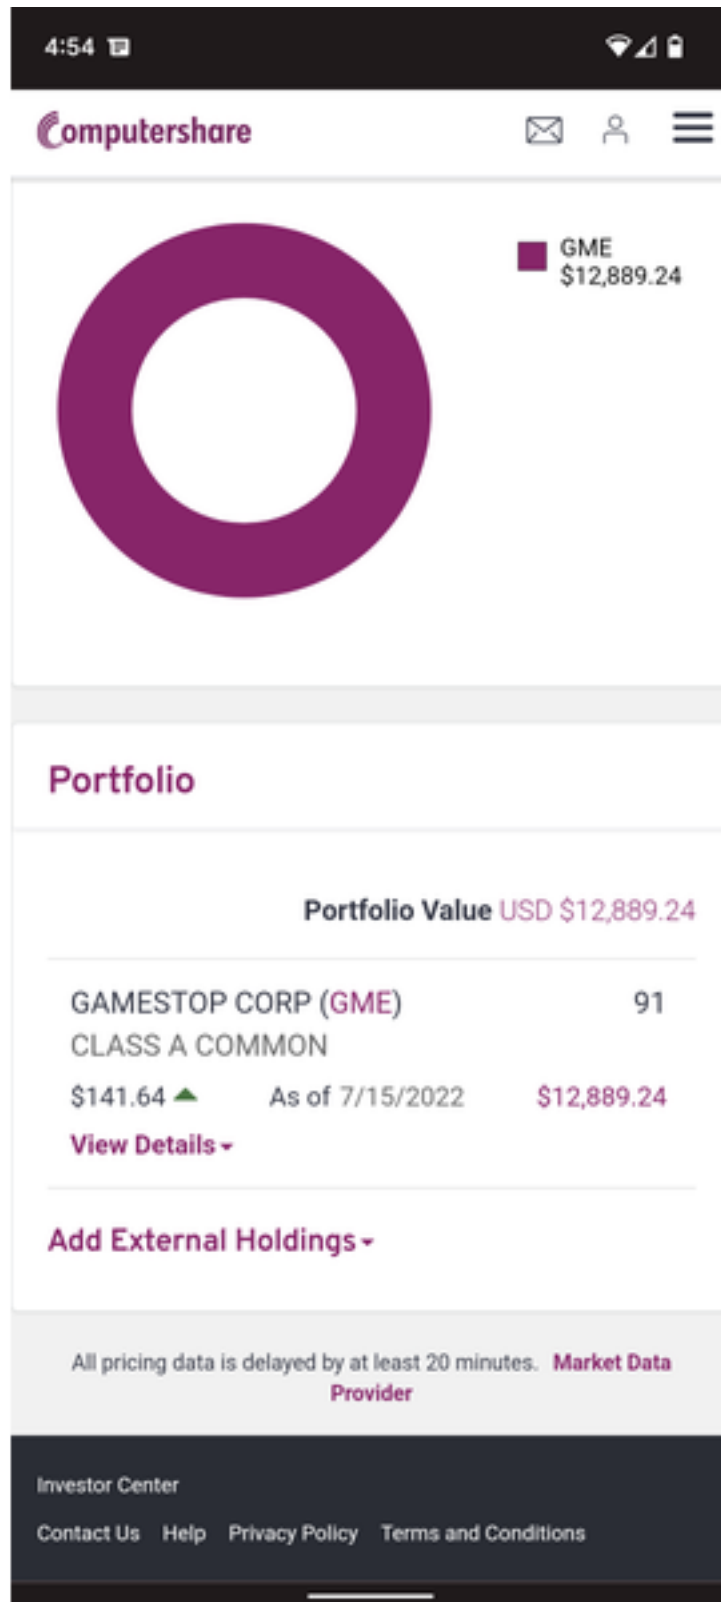 4:54
Computershare
GME
$12,889.24
Portfolio
Portfolio Value USD $12,889.24
GAMESTOP CORP (GME) 91
CLASS A COMMON
$141.64 As of 7/15/2022 $12,889.24
View Details
Add External Holdings
All pricing data is delayed by at least 20 minutes. Market Data
Provider
Investor Center
Contact Us Help Privacy Policy Terms and Conditions